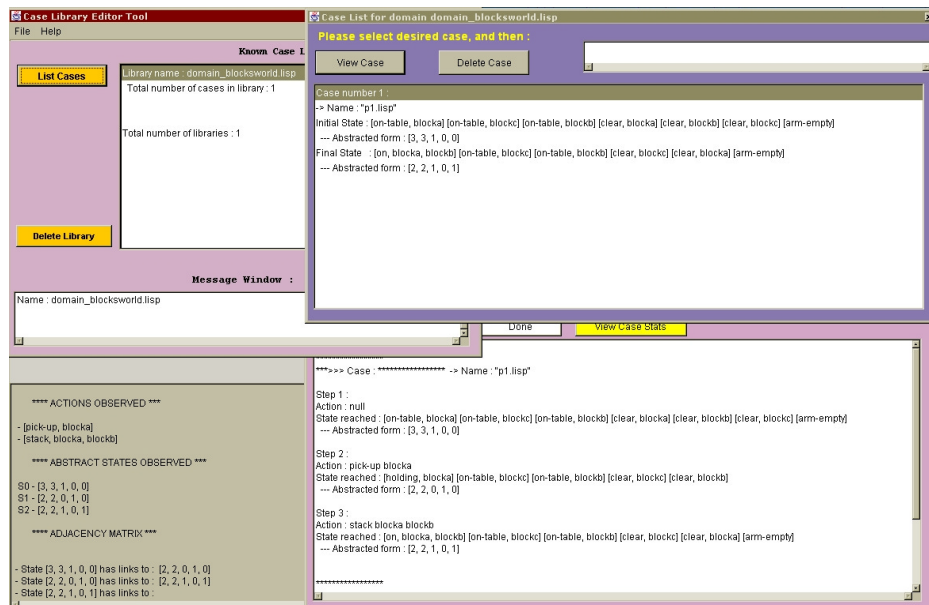 Case Library Editor Tool
File Help
Known Case L
List Cases
Library name : domain_blocksworld.lisp
Total number of cases in library : 1
Total number of libraries : 1
Delete Library
Message Window :
Name : domain_blocksworld.lisp
Case List for domain domain_blocksworld.lisp
Please select desired case, and then :
View Case
Delete Case
Case number 1 :
-> Name : "p1.lisp"
Initial State : [on-table, blocka] [on-table, blockc] [on-table, blockb] [clear, blocka] [clear, blockb] [clear, blockc] [arm-empty]
--- Abstracted form : [3, 3, 1, 0, 0]
Final State : [on, blocka, blockb] [on-table, blockc] [on-table, blockb] [clear, blockc] [clear, blocka] [arm-empty]
--- Abstracted form : [2, 2, 1, 0, 1]
Done
View Case Stats
***>>> Case : ***************** -> Name : "p1.lisp"
Step 1 :
Action : null
State reached : [on-table, blocka] [on-table, blockc] [on-table, blockb] [clear, blocka] [clear, blockb] [clear, blockc] [arm-empty]
--- Abstracted form : [3, 3, 1, 0, 0]
Step 2 :
Action : pick-up blocka
State reached : [holding, blocka] [on-table, blockc] [on-table, blockb] [clear, blockc] [clear, blockb]
--- Abstracted form : [2, 2, 0, 1, 0]
Step 3 :
Action : stack blocka blockb
State reached : [on, blocka, blockb] [on-table, blockc] [on-table, blockb] [clear, blockc] [clear, blocka] [arm-empty]
--- Abstracted form : [2, 2, 1, 0, 1]
****************
**** ACTIONS OBSERVED ***
- [pick-up, blocka]
- [stack, blocka, blockb]
**** ABSTRACT STATES OBSERVED ***
S0 - [3, 3, 1, 0, 0]
S1 - [2, 2, 0, 1, 0]
S2 - [2, 2, 1, 0, 1]
**** ADJACENCY MATRIX ***
- State [3, 3, 1, 0, 0] has links to : [2, 2, 0, 1, 0]
- State [2, 2, 0, 1, 0] has links to : [2, 2, 1, 0, 1]
- State [2, 2, 1, 0, 1] has links to :